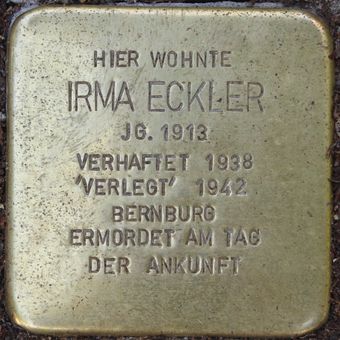 HIER WOHNTE
IRMA ECKLER
JG. 1913
VERHAFTET 1938
'VERLEGT' 1942
BERNBURG
ERMORDET AM TAG
DER ANKUNFT